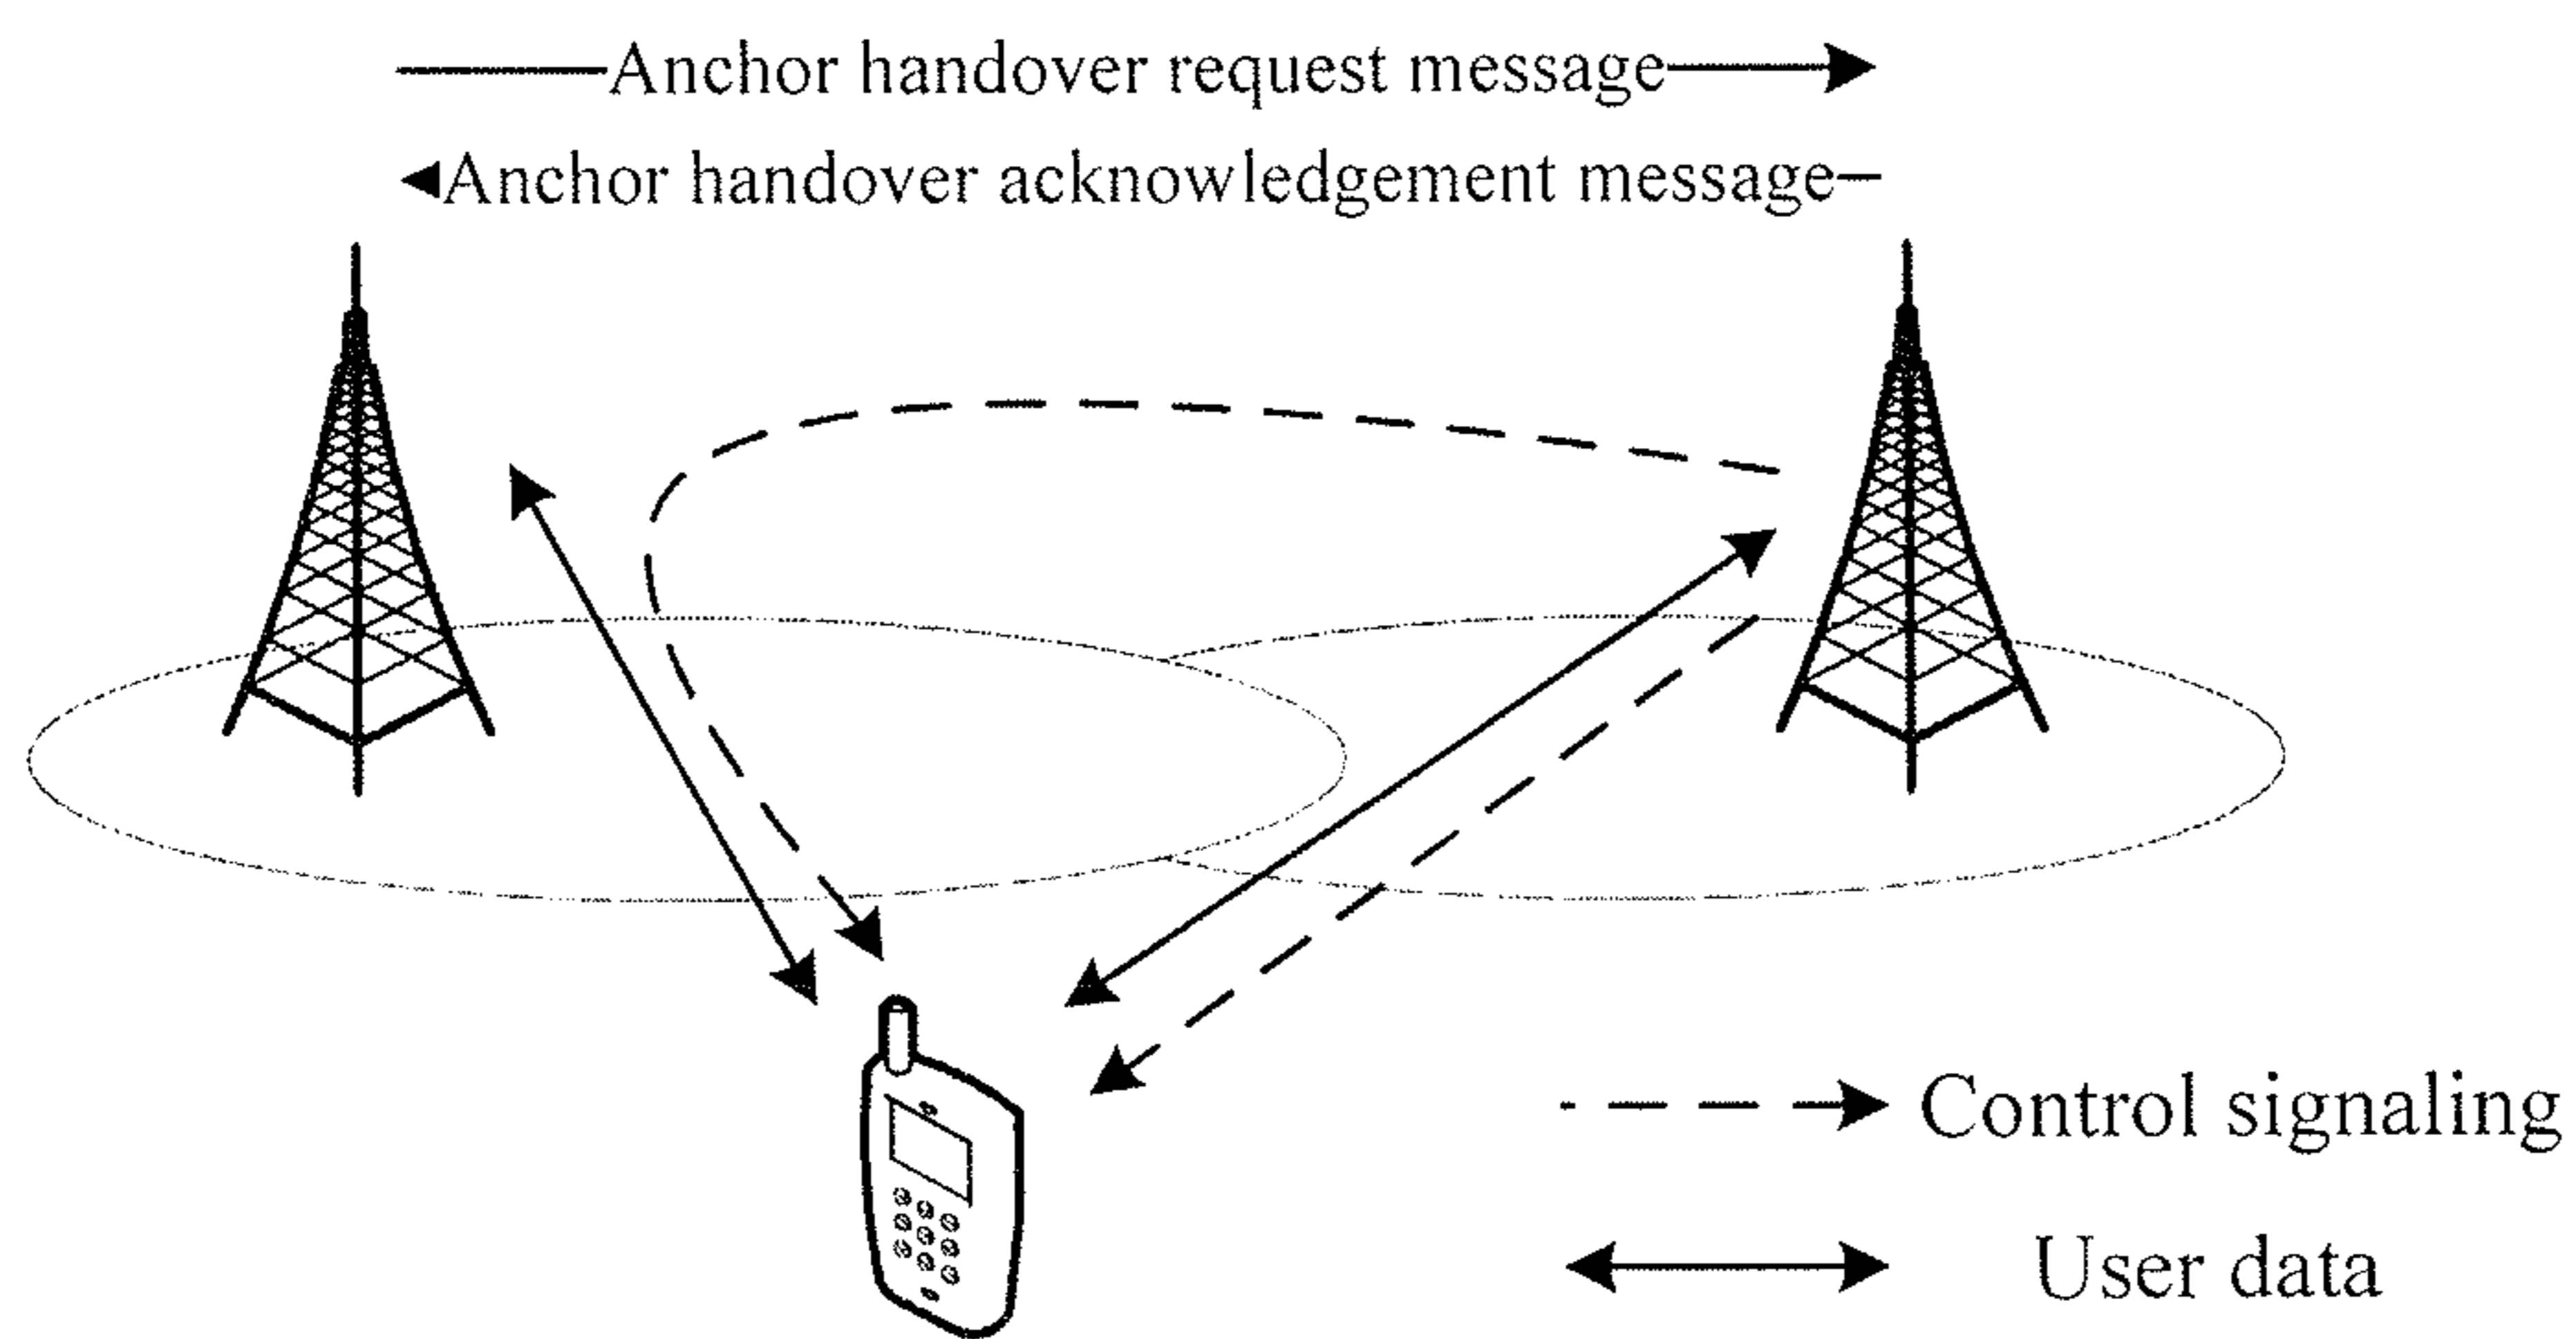 Anchor handover request message
Anchor handover acknowledgement message
Control signaling
User data